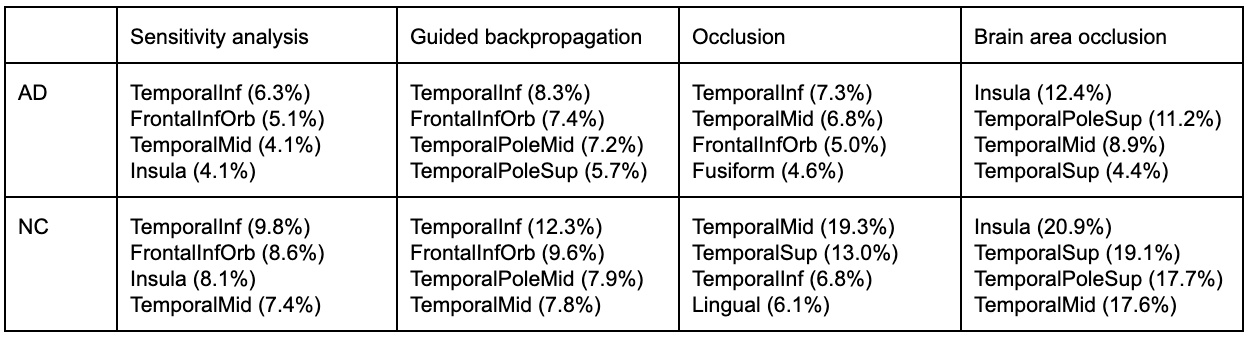 Sensitivity analysis Guided backpropagation Occlusion Brain area occlusion
AD TemporalInf (6.3%) TemporalInf (8.3%) TemporalInf (7.3%) Insula (12.4%)
FrontalInfOrb (5.1%) FrontalInfOrb (7.4%) TemporalMid (6.8%) TemporalPoleSup (11.2%)
TemporalMid (4.1%) TemporalPoleMid (7.2%) FrontalInfOrb (5.0%) TemporalMid (8.9%)
Insula (4.1%) TemporalPoleSup (5.7%) Fusiform (4.6%) TemporalSup (4.4%)
NC TemporalInf (9.8%) TemporalInf (12.3%) TemporalMid (19.3%) Insula (20.9%)
FrontalInfOrb (8.6%) FrontalInfOrb (9.6%) TemporalSup (13.0%) TemporalSup (19.1%)
Insula (8.1%) TemporalPoleMid (7.9%) TemporalInf (6.8%) TemporalPoleSup (17.7%)
TemporalMid (7.4%) TemporalMid (7.8%) Lingual (6.1%) TemporalMid (17.6%)